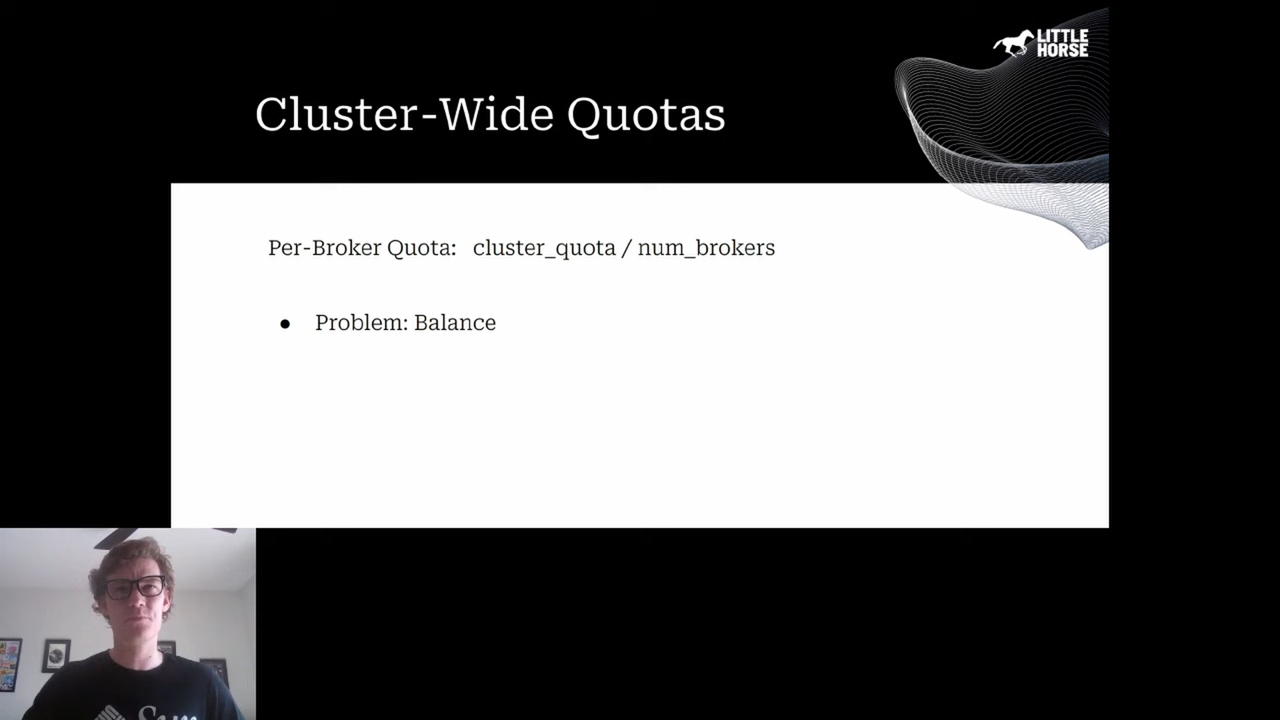 LITTLE
HORSE
Cluster-Wide Quotas
Per-Broker Quota: cluster_quota / num_brokers
● Problem: Balance